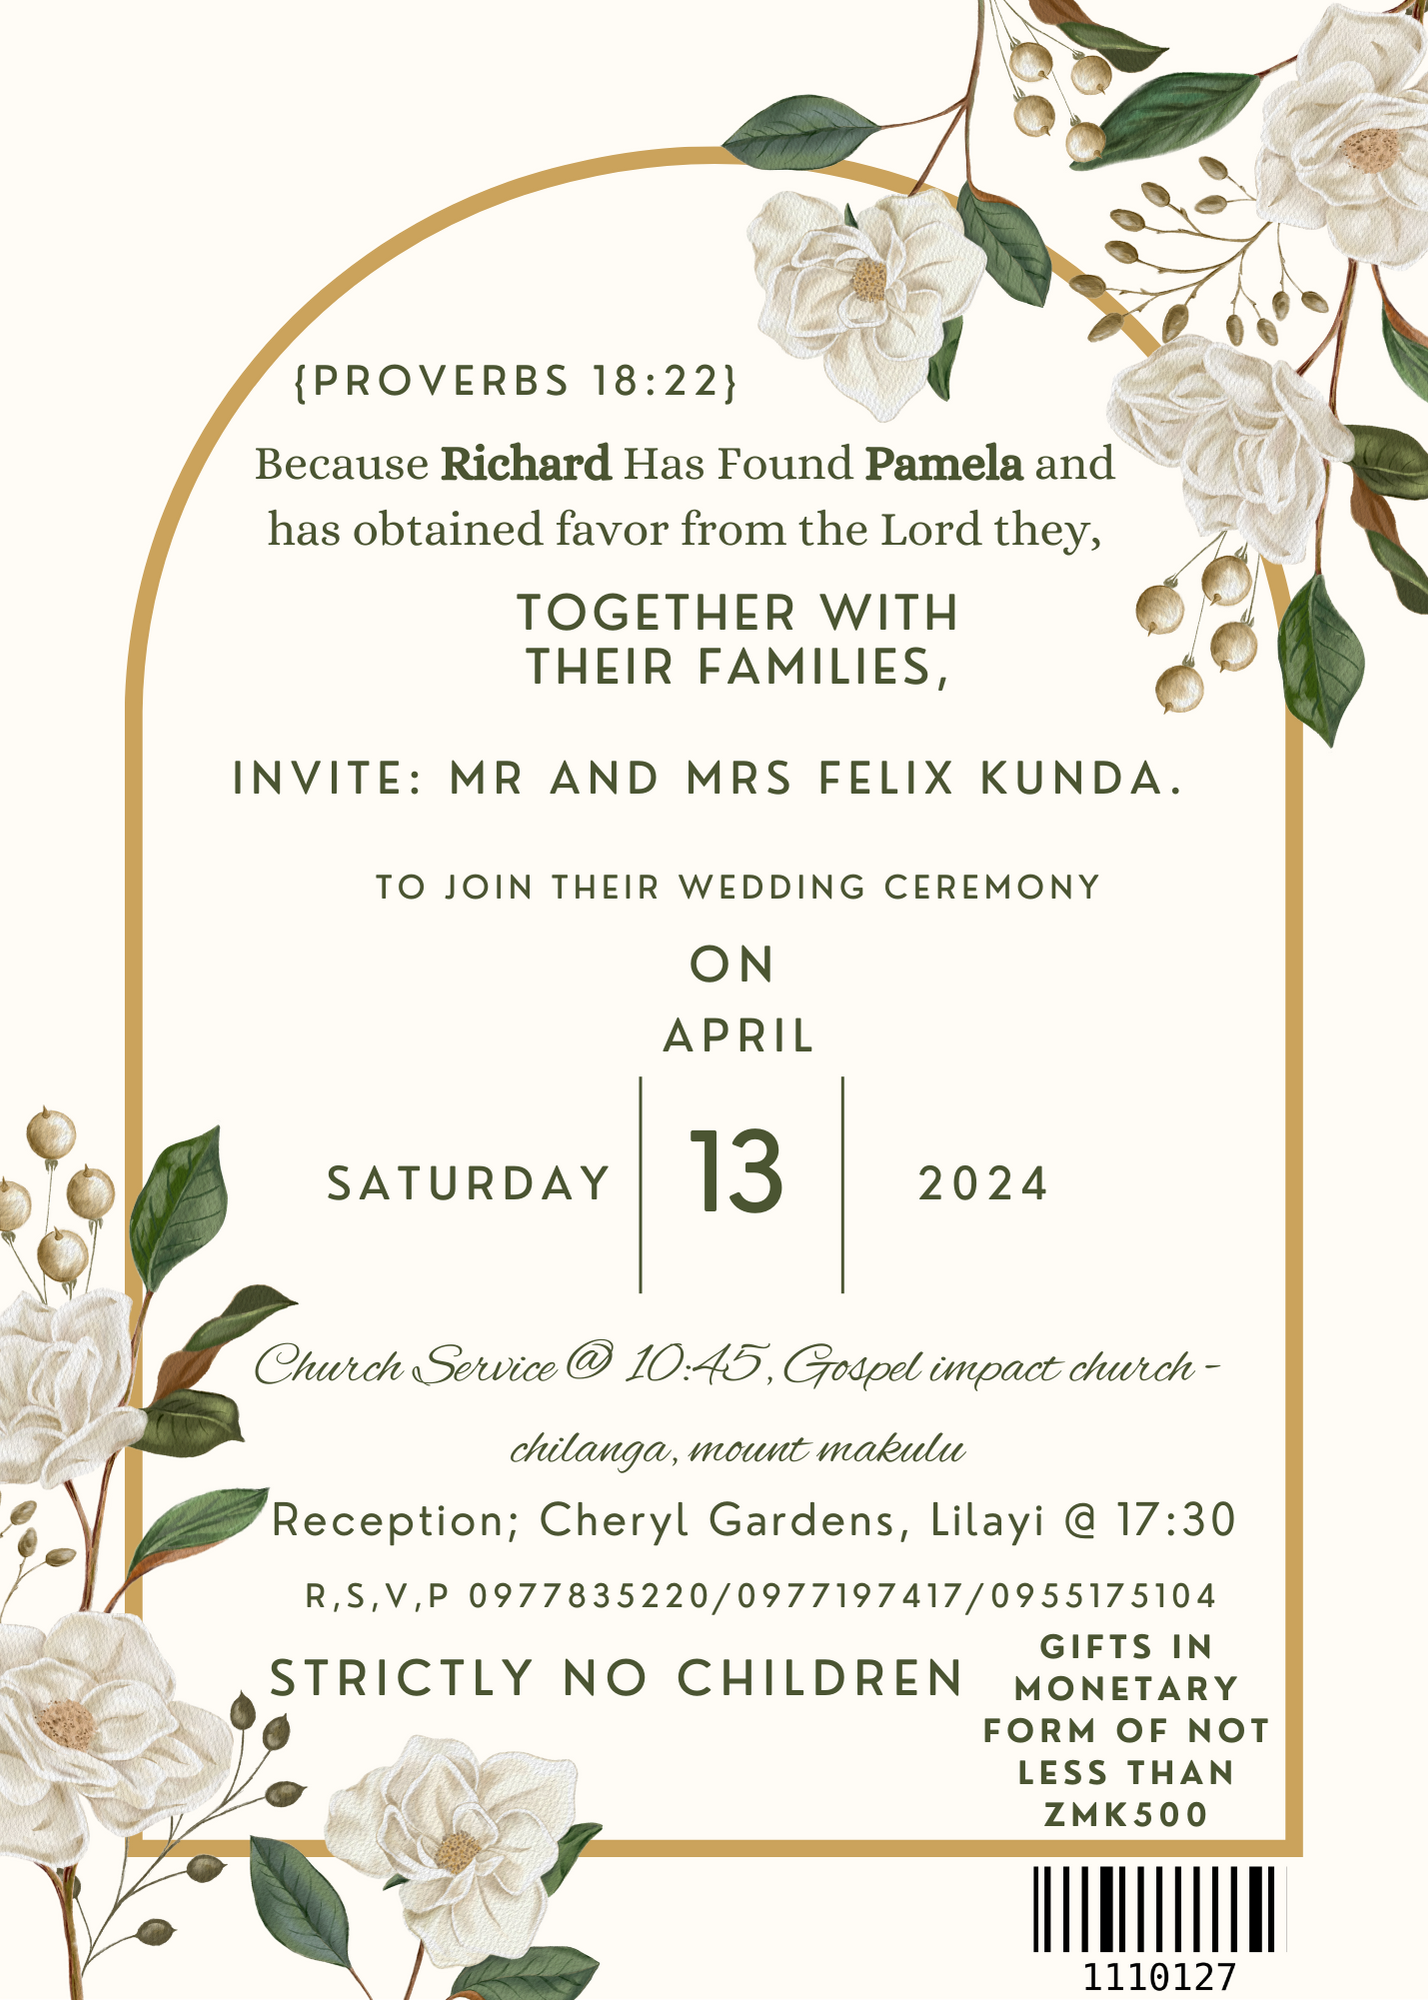 {PROVERBS 18:22}
Because Richard Has Found Pamela and
has obtained favor from the Lord they,
TOGETHER WITH
THEIR FAMILIES,
INVITE: MR AND MRS FELIX KUNDA.
TO JOIN THEIR WEDDING CEREMONY
ON
APRIL
SATURDAY 13 2024
Church Service @ 10:45, Gospel impact church -
chilanga, mount makulu
Reception; Cheryl Gardens, Lilayi @ 17:30
R,S,V,P 0977835220/0977197417/0955175104
STRICTLY NO CHILDREN
GIFTS IN
MONETARY
FORM OF NOT
LESS THAN
ZMK500
1110127